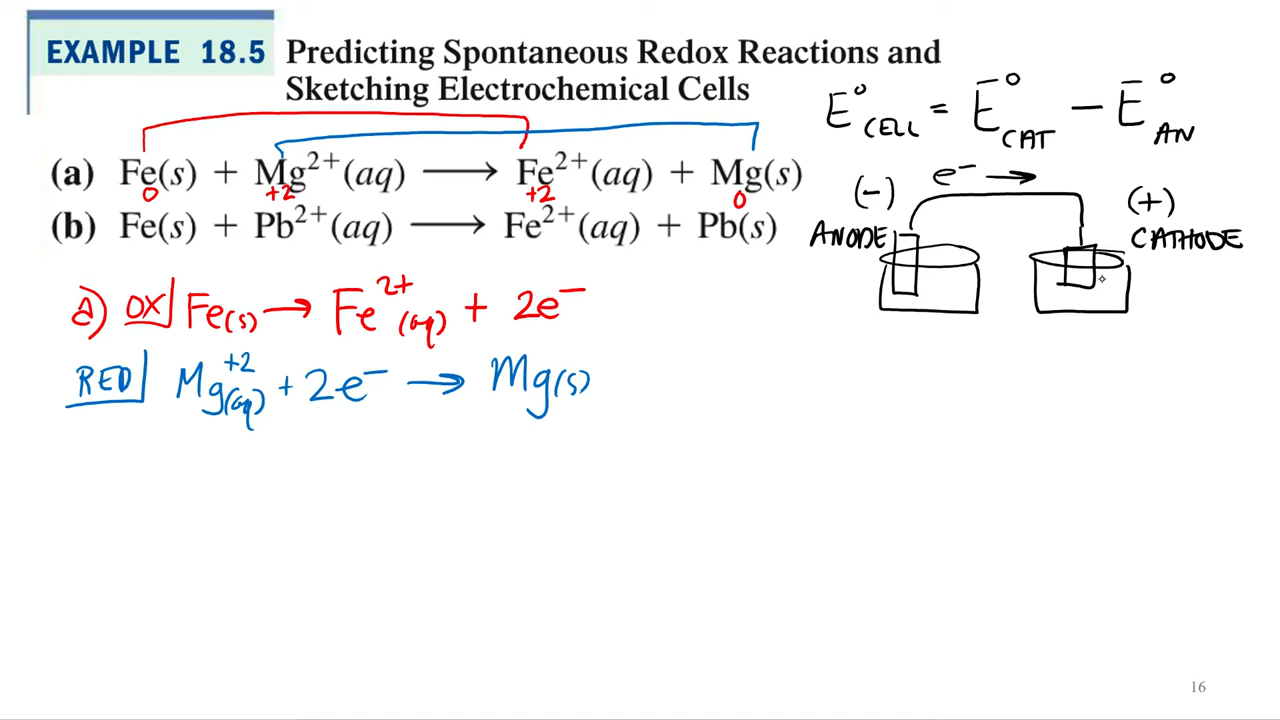 EXAMPLE 18.5 Predicting Spontaneous Redox Reactions and
Sketching Electrochemical Cells
E°CELL = E°CAT − E°AN
(a) Fe(s) + Mg²⁺(aq) ⟶ Fe²⁺(aq) + Mg(s)
0 +2 +2 0
(b) Fe(s) + Pb²⁺(aq) ⟶ Fe²⁺(aq) + Pb(s)
e⁻ →
(−) (+)
ANODE CATHODE
a) OX Fe(s) → Fe²⁺(aq) + 2e⁻
RED Mg⁺²(aq) + 2e⁻ → Mg(s)
16